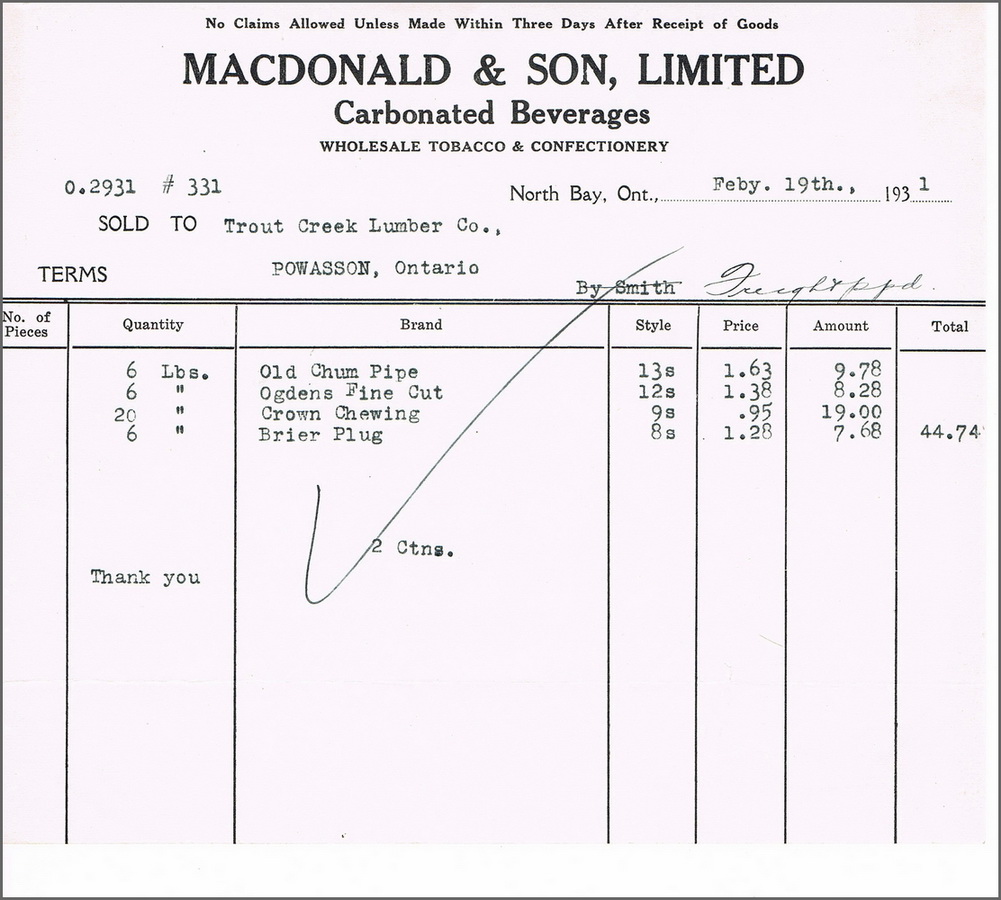 No Claims Allowed Unless Made Within Three Days After Receipt of Goods
MACDONALD & SON, LIMITED
Carbonated Beverages
WHOLESALE TOBACCO & CONFECTIONERY
0.2931 # 331
North Bay, Ont., Feby. 19th., 1931
SOLD TO Trout Creek Lumber Co.,
POWASSON, Ontario
TERMS By Smith Freight ppd.
No. of Pieces Quantity Brand Style Price Amount Total
6 Lbs. Old Chum Pipe 13s 1.63 9.78
6 " Ogdens Fine Cut 12s 1.38 8.28
20 " Crown Chewing 9s .95 19.00
6 " Brier Plug 8s 1.28 7.68 44.74
2 Ctns.
Thank you